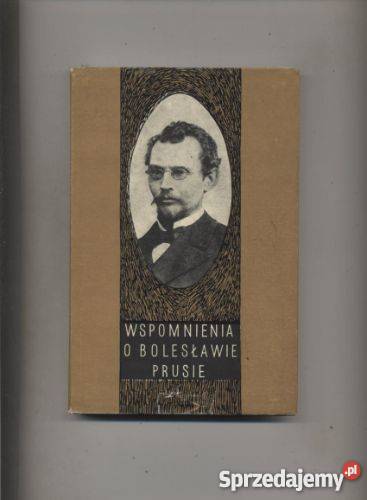 WSPOMNIENIA
O BOLESŁAWIE
PRUSIE
Sprzedajemy.pl